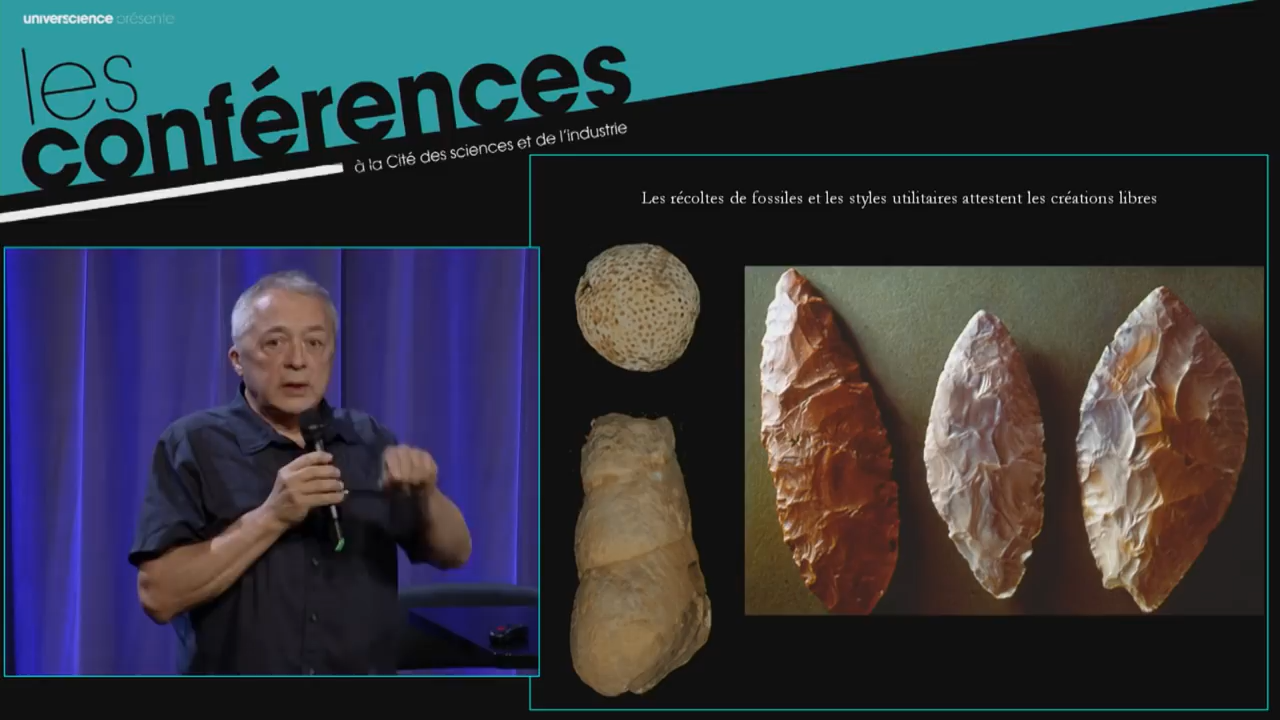 universcience présente
les
conférences
à la Cité des sciences et de l'industrie
Les récoltes de fossiles et les styles utilitaires attestent les créations libres